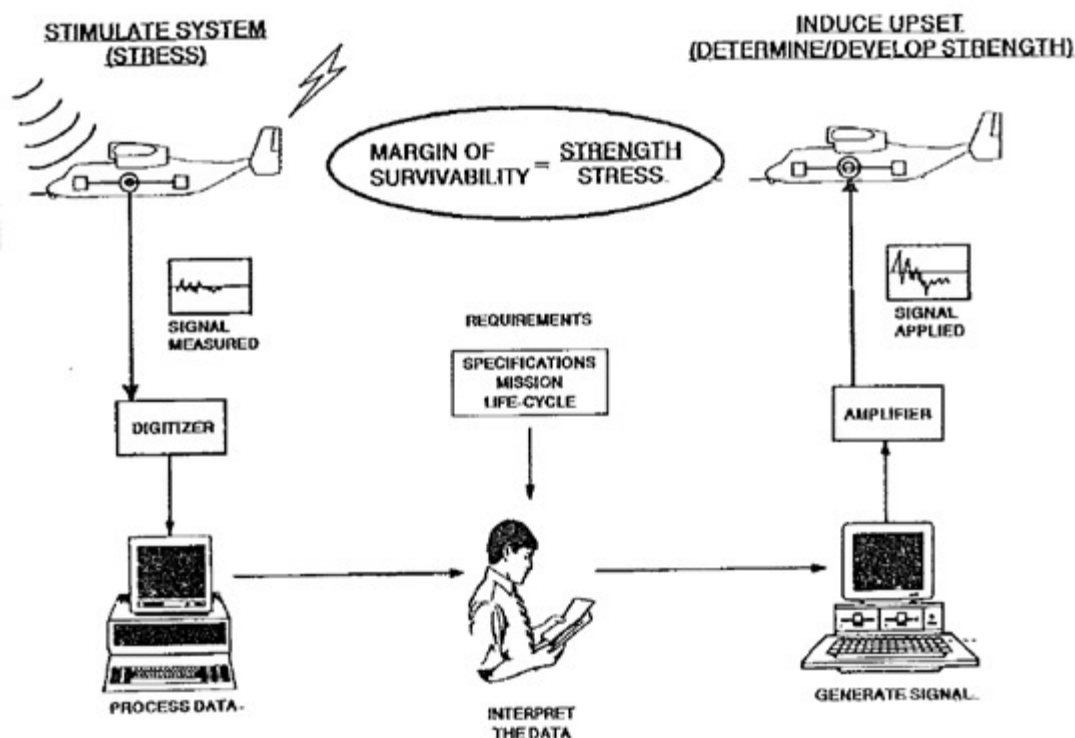 STIMULATE SYSTEM
(STRESS)
INDUCE UPSET
(DETERMINE/DEVELOP STRENGTH)
MARGIN OF
SURVIVABILITY
=
STRENGTH
STRESS.
SIGNAL
MEASURED
SIGNAL
APPLIED
REQUIREMENTS
SPECIFICATIONS
MISSION
LIFE-CYCLE
DIGITIZER
AMPLIFIER
PROCESS DATA-
INTERPRET
THE DATA
GENERATE SIGNAL.